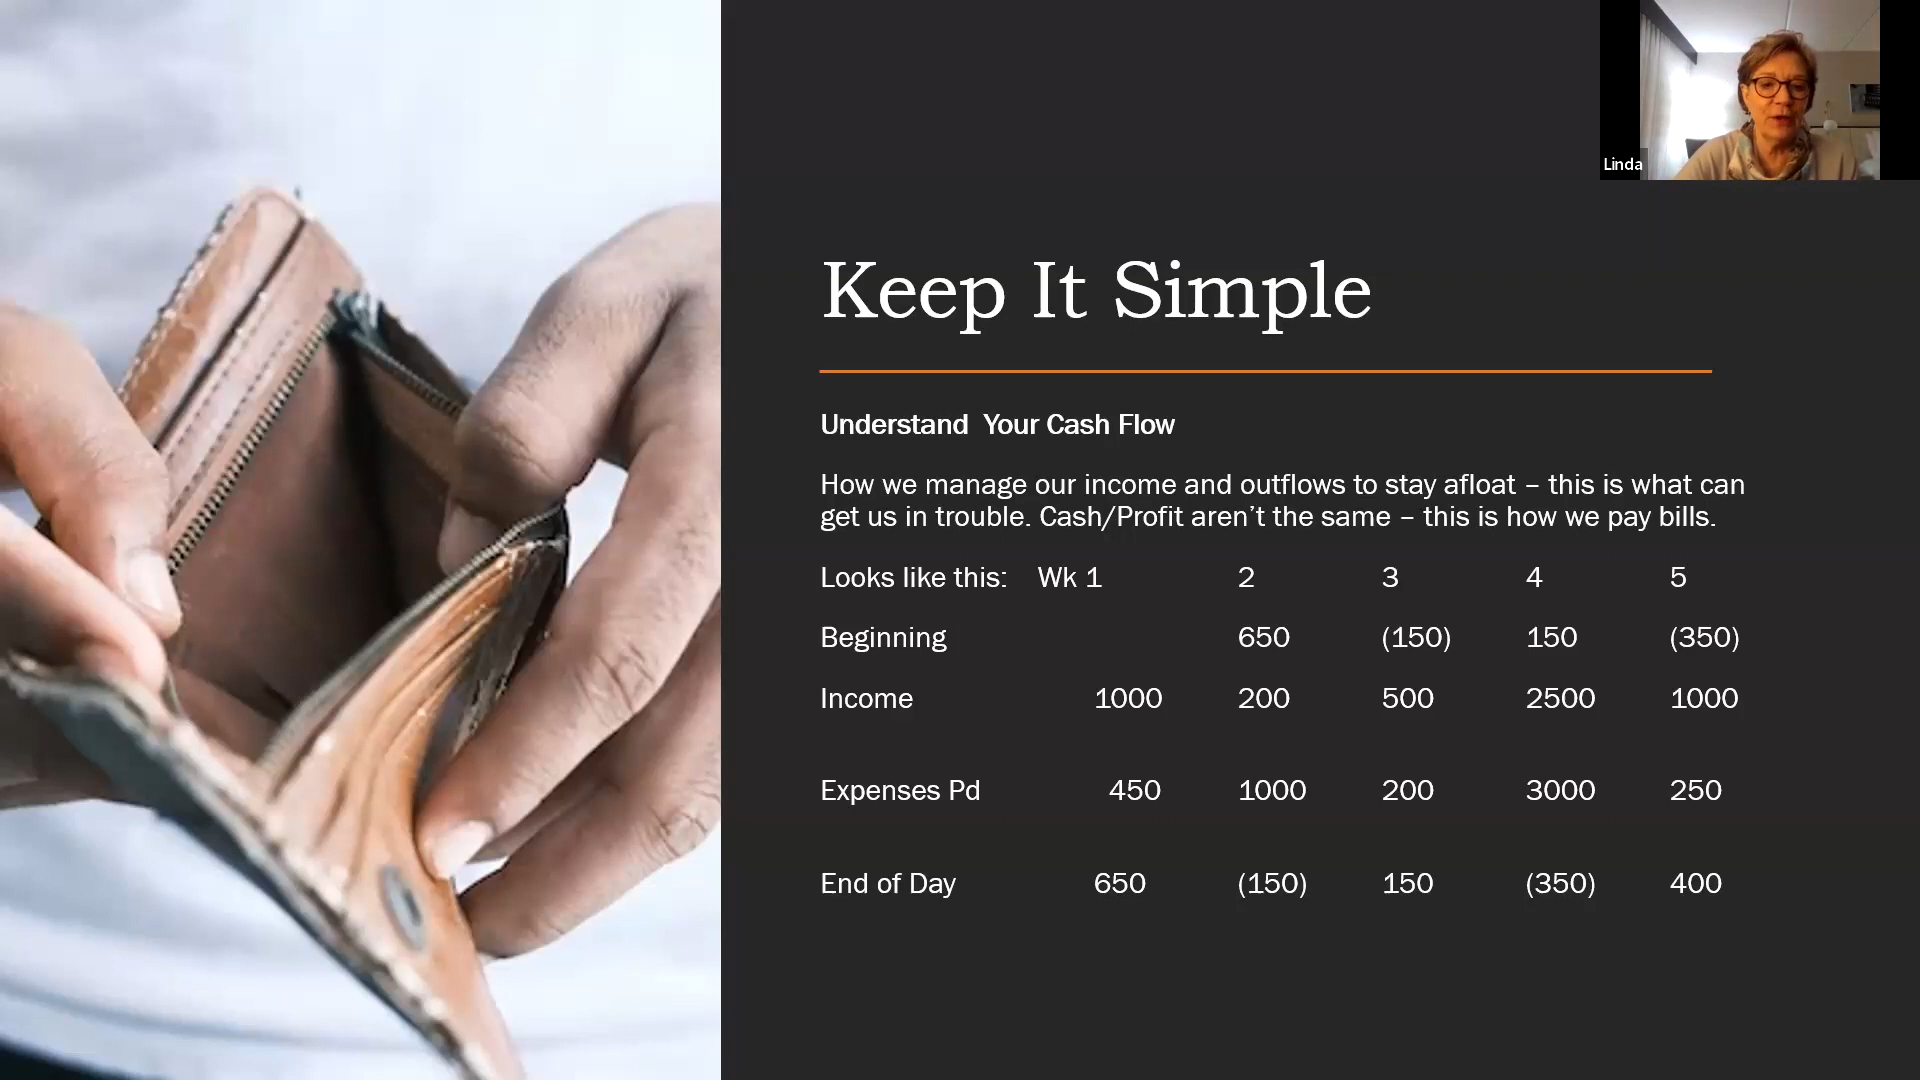 Linda
Keep It Simple
Understand  Your Cash Flow
How we manage our income and outflows to stay afloat – this is what can
get us in trouble. Cash/Profit aren’t the same – this is how we pay bills.
Looks like this: Wk 1 2 3 4 5
Beginning 650 (150) 150 (350)
Income 1000 200 500 2500 1000
Expenses Pd 450 1000 200 3000 250
End of Day 650 (150) 150 (350) 400